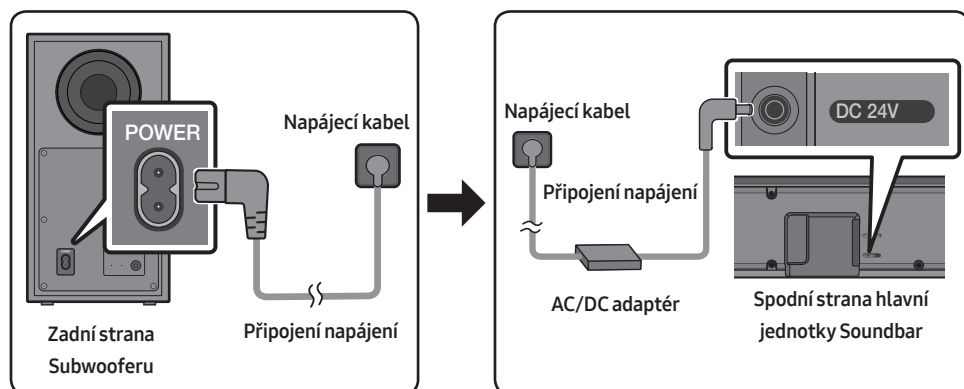 POWER
Napájecí kabel
Zadní strana
Subwooferu
Připojení napájení
Napájecí kabel
DC 24V
Připojení napájení
AC/DC adaptér
Spodní strana hlavní
jednotky Soundbar